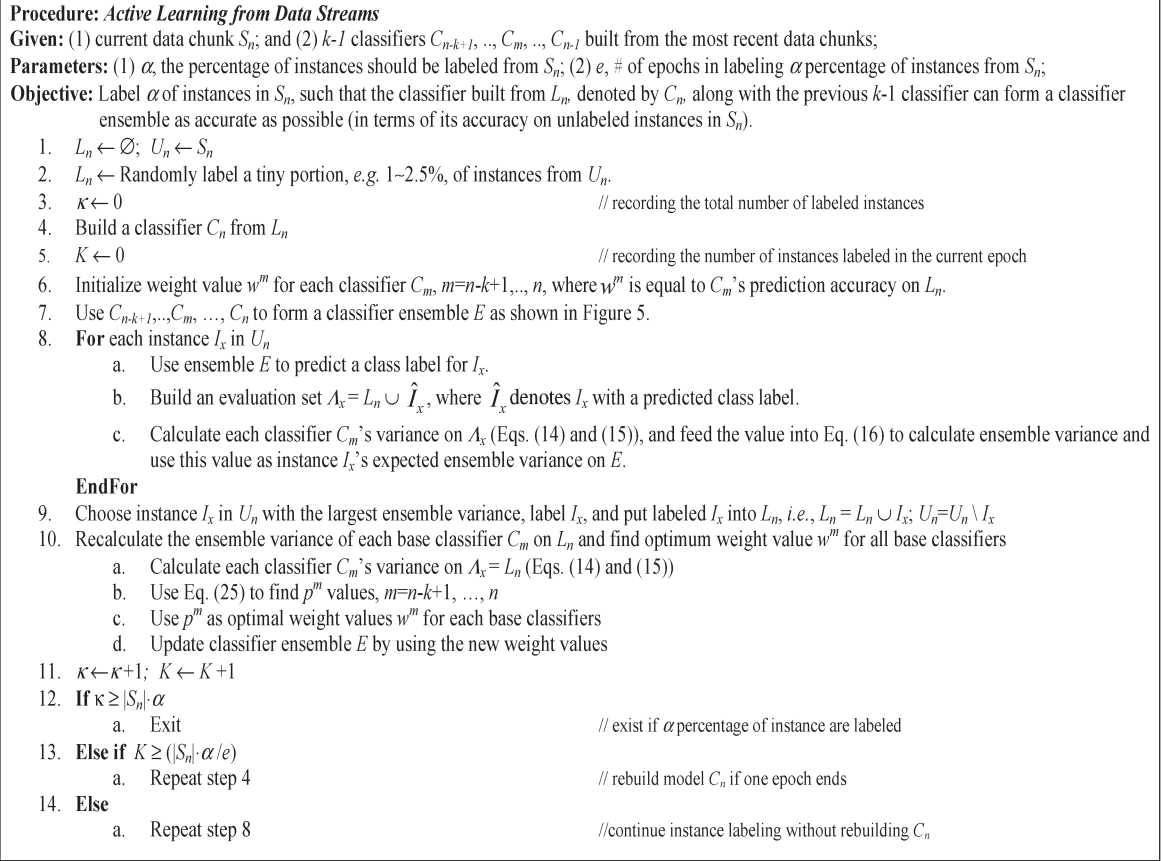 Procedure: Active Learning from Data Streams
Given: (1) current data chunk Sn; and (2) k-1 classifiers Cn-k+1, .., Cm, .., Cn-1 built from the most recent data chunks;
Parameters: (1) α, the percentage of instances should be labeled from Sn; (2) e, # of epochs in labeling α percentage of instances from Sn;
Objective: Label α of instances in Sn, such that the classifier built from Ln, denoted by Cn, along with the previous k-1 classifier can form a classifier
ensemble as accurate as possible (in terms of its accuracy on unlabeled instances in Sn).
1. Ln ← ∅; Un ← Sn
2. Ln ← Randomly label a tiny portion, e.g. 1~2.5%, of instances from Un.
3. κ ← 0 // recording the total number of labeled instances
4. Build a classifier Cn from Ln
5. K ← 0 // recording the number of instances labeled in the current epoch
6. Initialize weight value w^m for each classifier Cm, m=n-k+1,.., n, where w^m is equal to Cm's prediction accuracy on Ln.
7. Use Cn-k+1,..,Cm, …, Cn to form a classifier ensemble E as shown in Figure 5.
8. For each instance Ix in Un
a. Use ensemble E to predict a class label for Ix.
b. Build an evaluation set Λx = Ln ∪ Îx, where Îx denotes Ix with a predicted class label.
c. Calculate each classifier Cm's variance on Λx (Eqs. (14) and (15)), and feed the value into Eq. (16) to calculate ensemble variance and
use this value as instance Ix's expected ensemble variance on E.
EndFor
9. Choose instance Ix in Un with the largest ensemble variance, label Ix, and put labeled Ix into Ln, i.e., Ln = Ln ∪ Ix; Un=Un \ Ix
10. Recalculate the ensemble variance of each base classifier Cm on Ln and find optimum weight value w^m for all base classifiers
a. Calculate each classifier Cm's variance on Λx = Ln (Eqs. (14) and (15))
b. Use Eq. (25) to find p^m values, m=n-k+1, …, n
c. Use p^m as optimal weight values w^m for each base classifiers
d. Update classifier ensemble E by using the new weight values
11. κ←κ+1; K ← K +1
12. If κ ≥ |Sn|·α
a. Exit // exist if α percentage of instance are labeled
13. Else if K ≥ (|Sn|·α/e)
a. Repeat step 4 // rebuild model Cn if one epoch ends
14. Else
a. Repeat step 8 //continue instance labeling without rebuilding Cn